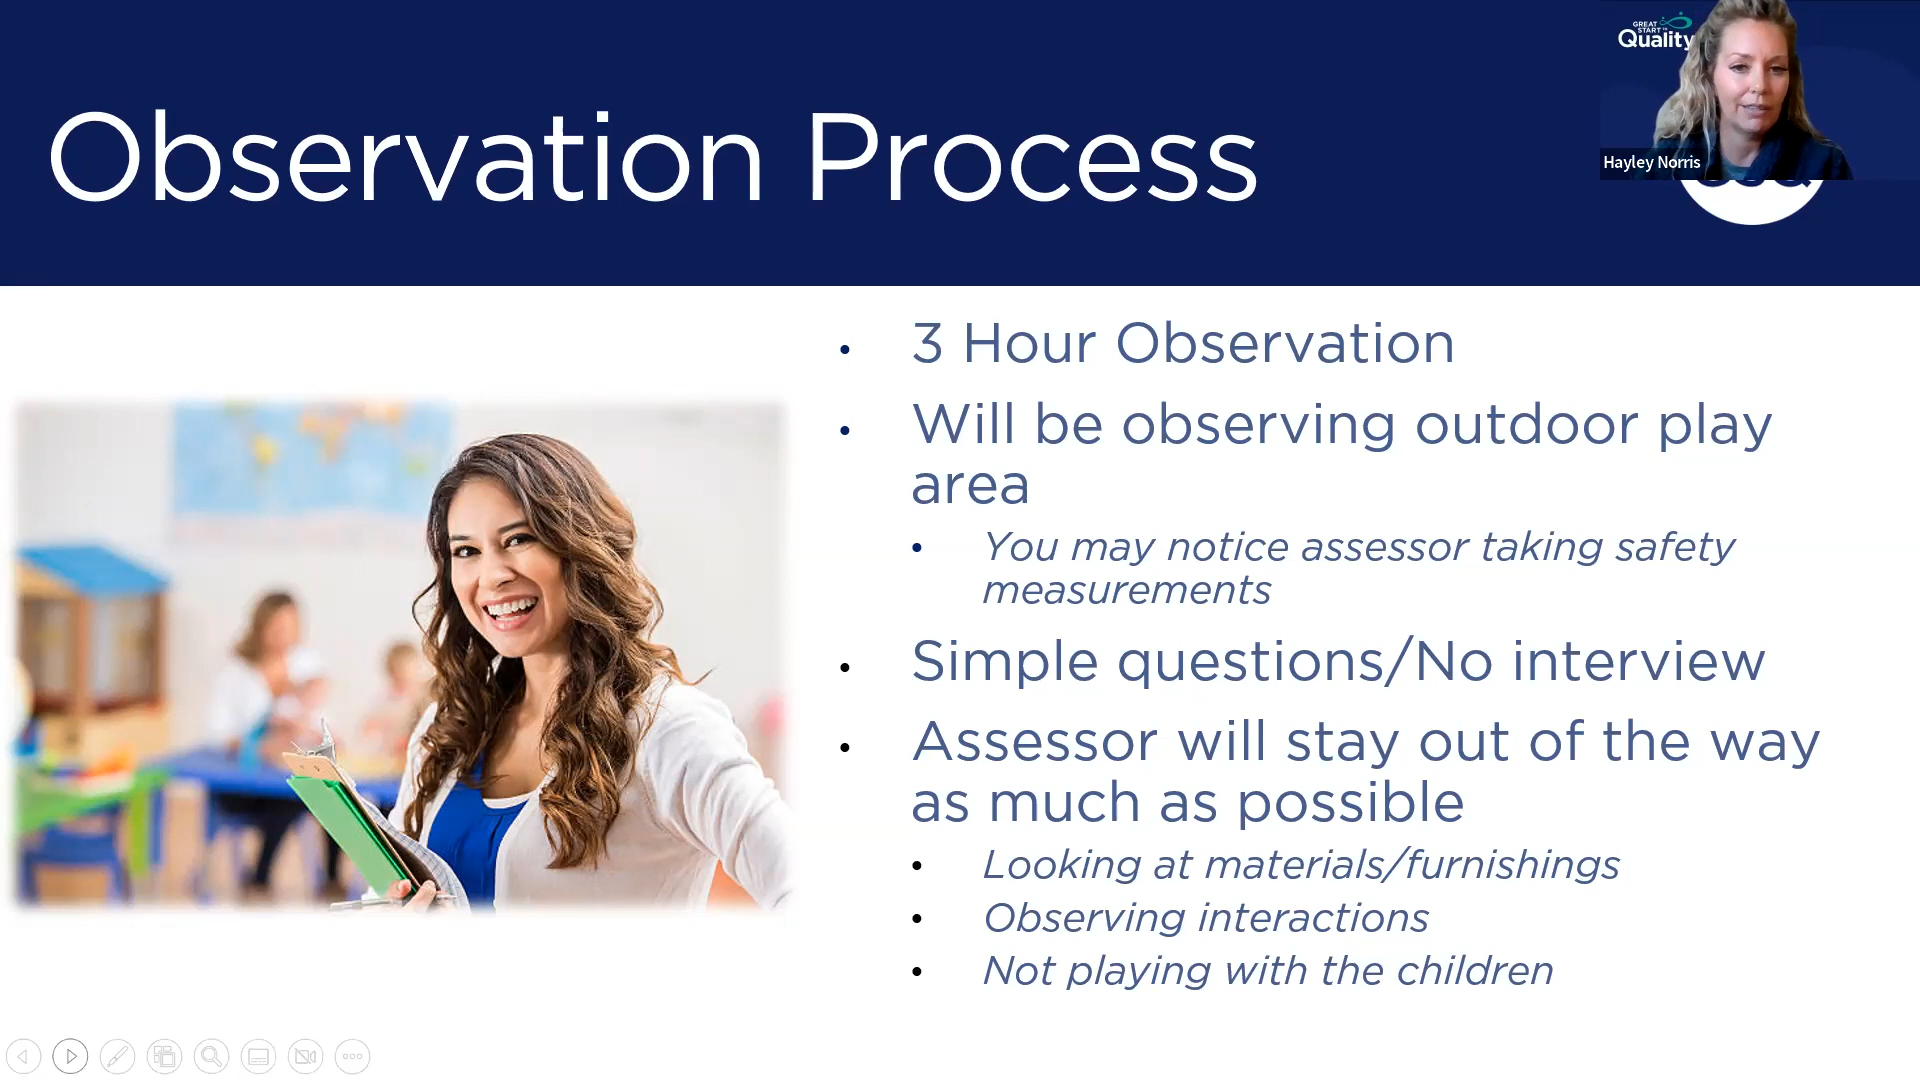 GREAT
START TO
Quality
Hayley Norris
Observation Process
• 3 Hour Observation
• Will be observing outdoor play
area
• You may notice assessor taking safety
measurements
• Simple questions/No interview
• Assessor will stay out of the way
as much as possible
• Looking at materials/furnishings
• Observing interactions
• Not playing with the children